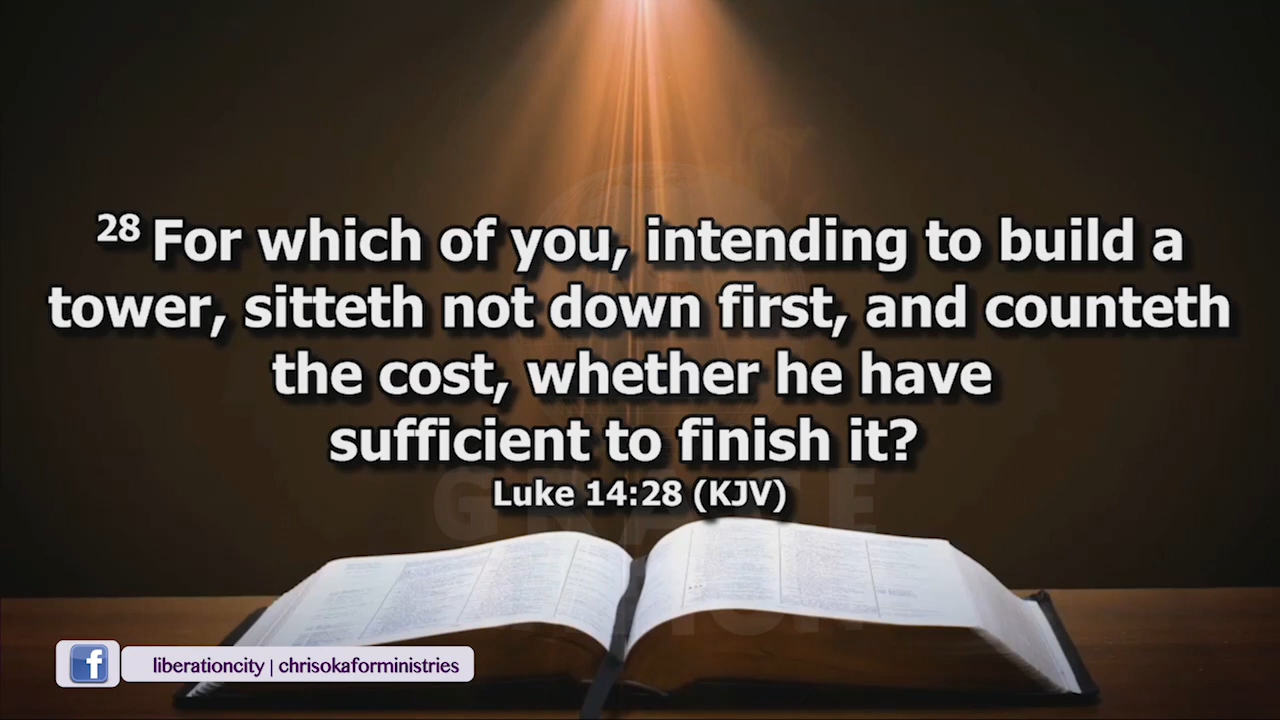 28 For which of you, intending to build a
tower, sitteth not down first, and counteth
the cost, whether he have
sufficient to finish it?
Luke 14:28 (KJV)
GRACE
f liberationcity | chrisokaforministries